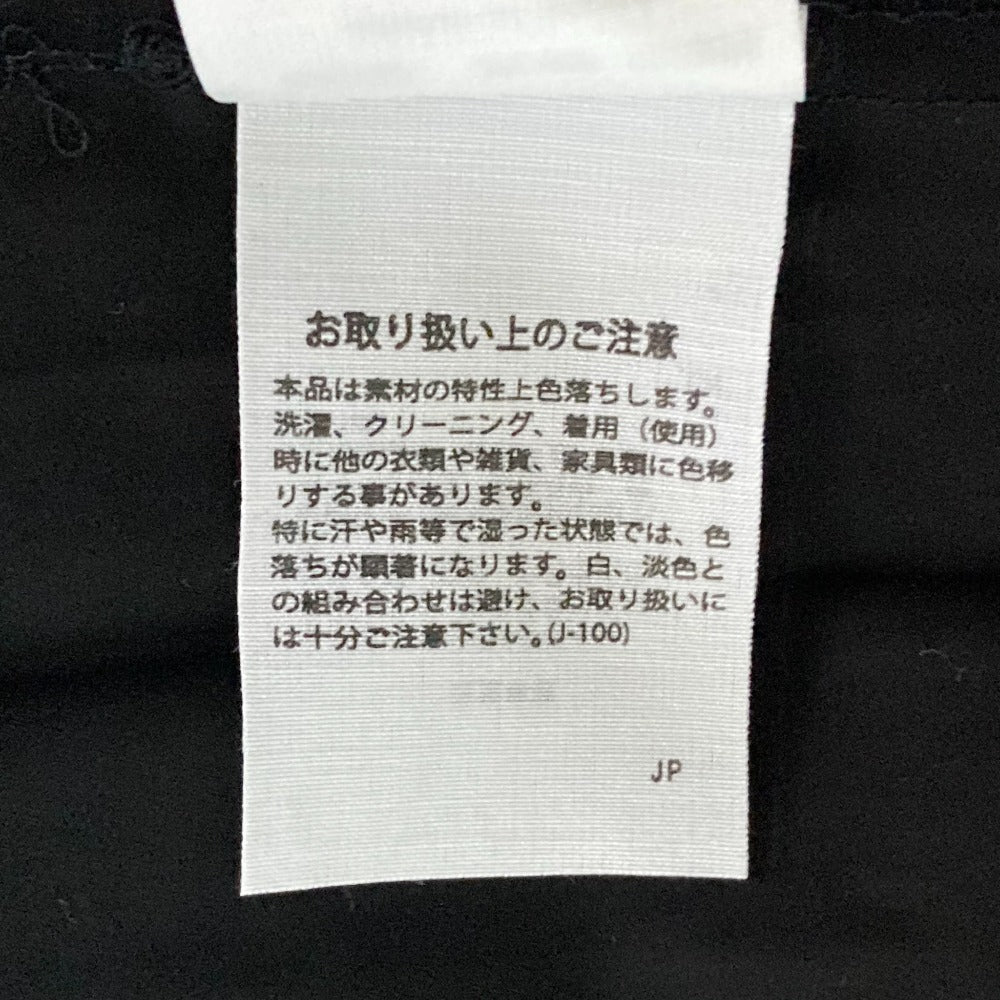 お取り扱い上のご注意
本品は素材の特性上色落ちします。
洗濯、クリーニング、着用（使用）
時に他の衣類や雑貨、家具類に色移
りする事があります。
特に汗や雨等で湿った状態では、色
落ちが顕著になります。白、淡色と
の組み合わせは避け、お取り扱いに
は十分ご注意下さい。(J-100)
JP